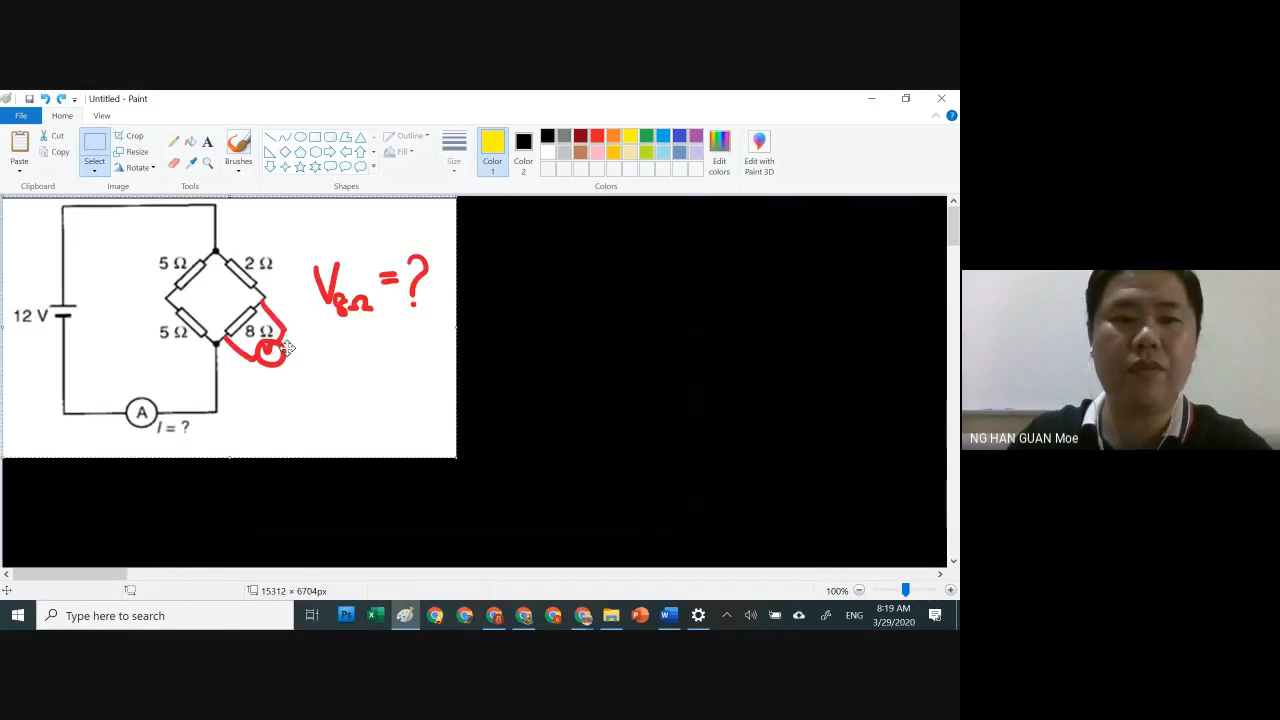 Untitled - Paint
File Home View
Paste
Cut
Copy
Clipboard
Select
Crop
Resize
Rotate
Image
Tools
Brushes
Shapes
Outline
Fill
Size
Color 1
Color 2
Edit colors
Colors
Edit with Paint 3D
5 Ω 2 Ω
V8Ω = ?
12 V
5 Ω 8 Ω
V
A
I = ?
NG HAN GUAN Moe
15312 × 6704px
100%
Type here to search
ENG
8:19 AM
3/29/2020